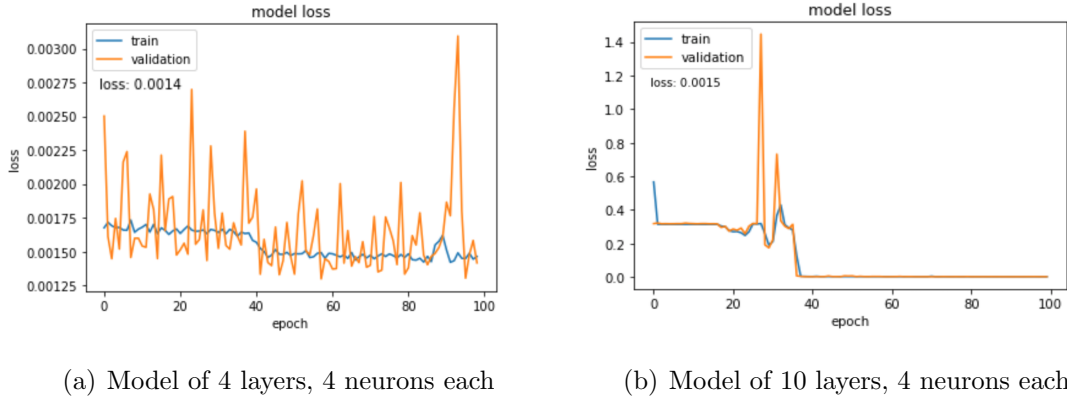 model loss
0.00300
0.00275
0.00250
0.00225
0.00200
0.00175
0.00150
0.00125
loss
train
validation
loss: 0.0014
0 20 40 60 80 100
epoch
(a) Model of 4 layers, 4 neurons each
model loss
1.4
1.2
1.0
0.8
0.6
0.4
0.2
0.0
loss
train
validation
loss: 0.0015
0 20 40 60 80 100
epoch
(b) Model of 10 layers, 4 neurons each